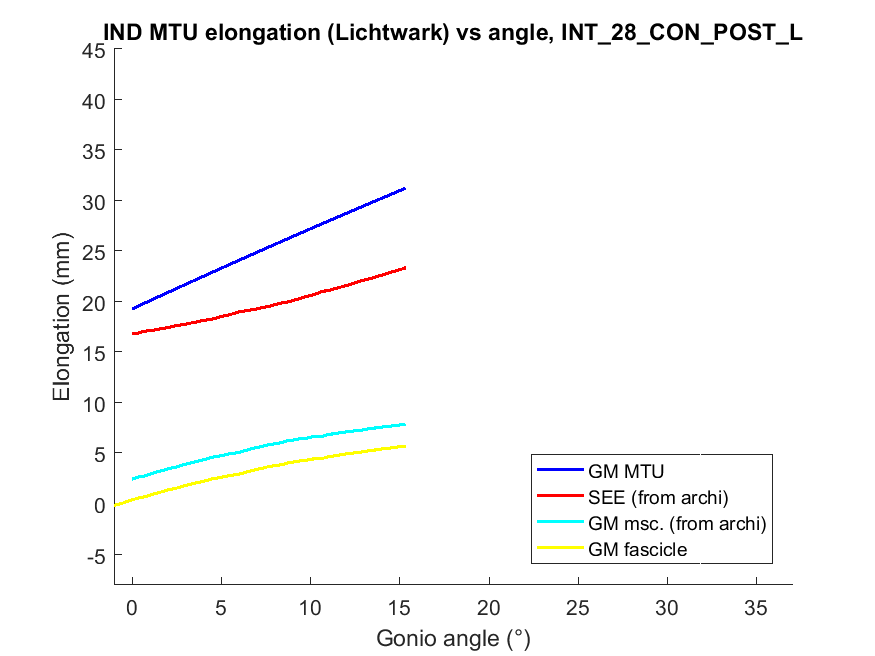 IND MTU elongation (Lichtwark) vs angle, INT_28_CON_POST_L
45
40
35
30
25
20
15
10
5
0
-5
Elongation (mm)
0 5 10 15 20 25 30 35
Gonio angle (°)
GM MTU
SEE (from archi)
GM msc. (from archi)
GM fascicle